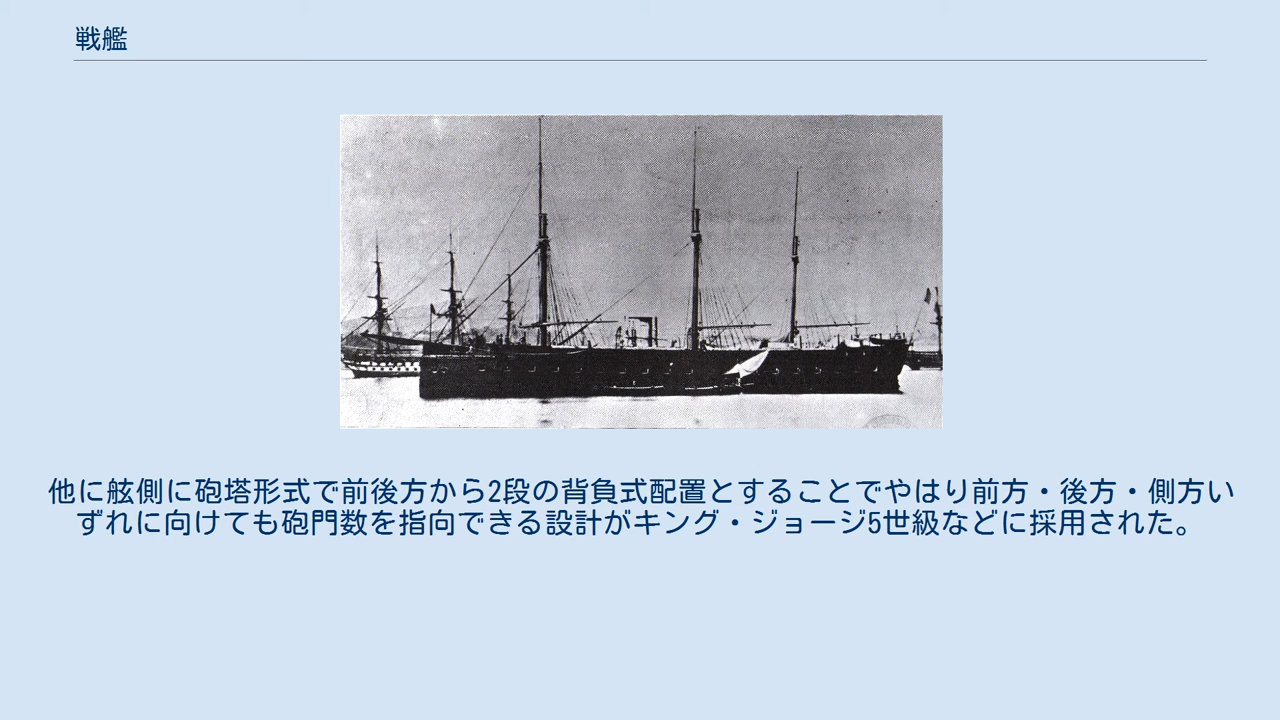 戦艦
他に舷側に砲塔形式で前後方から2段の背負式配置とすることでやはり前方・後方・側方い
ずれに向けても砲門数を指向できる設計がキング・ジョージ5世級などに採用された。